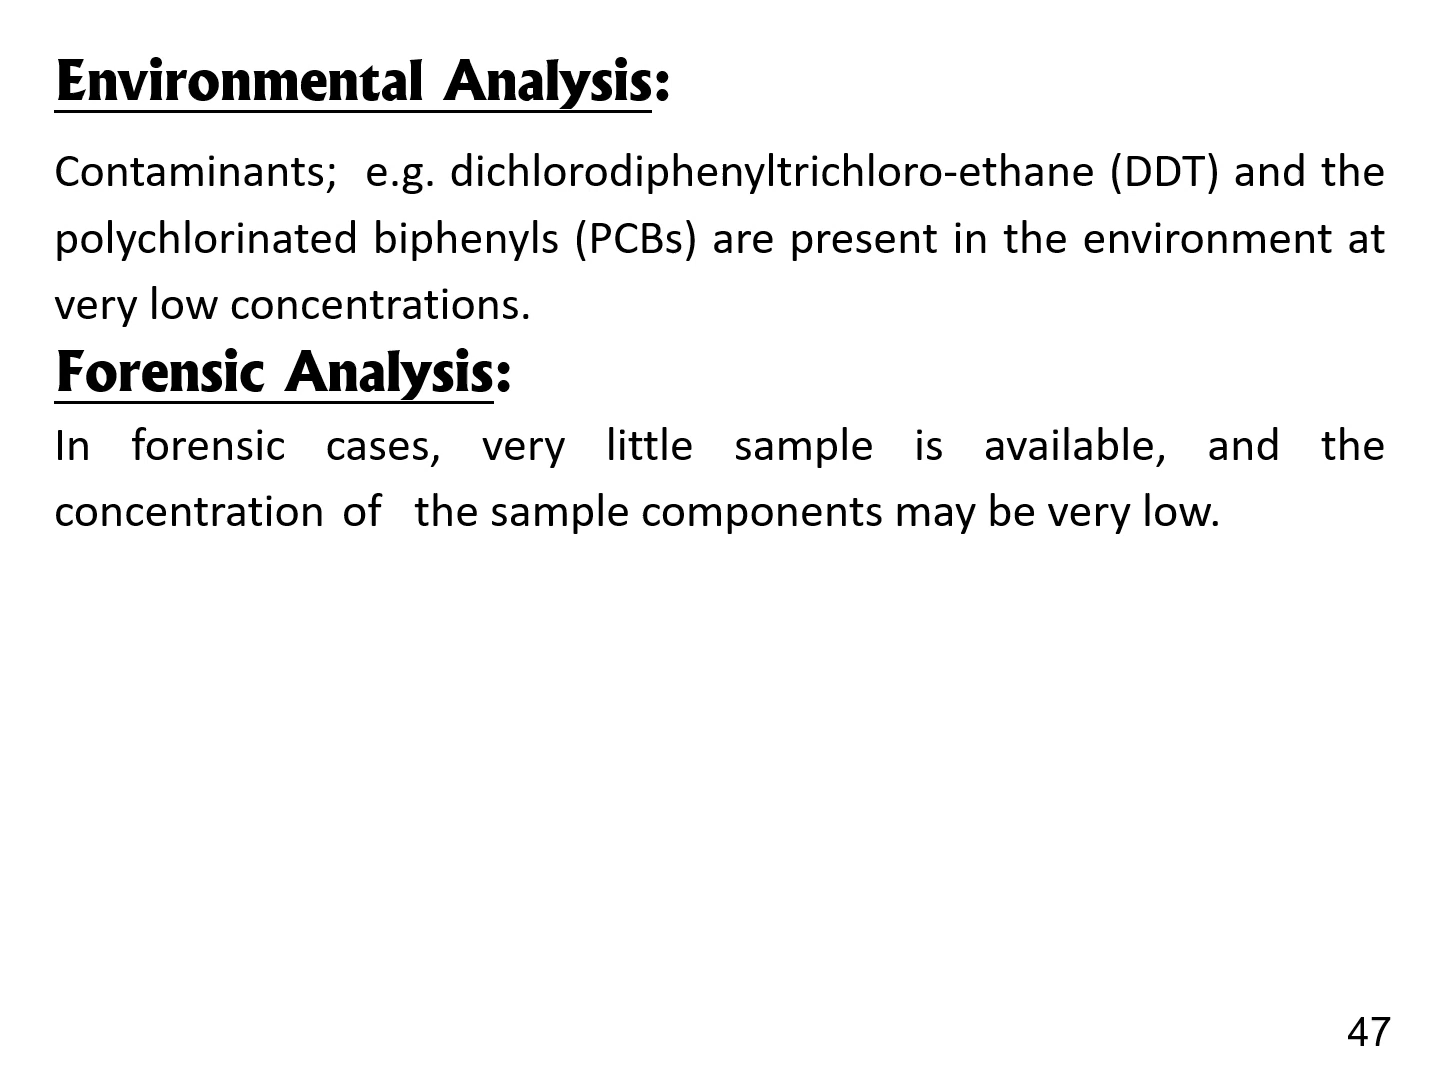 Environmental Analysis:
Contaminants; e.g. dichlorodiphenyltrichloro-ethane (DDT) and the
polychlorinated biphenyls (PCBs) are present in the environment at
very low concentrations.
Forensic Analysis:
In forensic cases, very little sample is available, and the
concentration of the sample components may be very low.
47